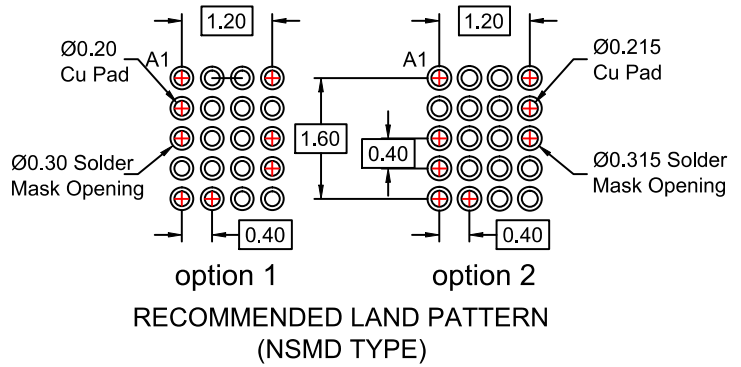 1.20
Ø0.20
Cu Pad
A1
Ø0.30 Solder
Mask Opening
0.40
option 1
1.60
0.40
1.20
A1
Ø0.215
Cu Pad
Ø0.315 Solder
Mask Opening
0.40
option 2
RECOMMENDED LAND PATTERN
(NSMD TYPE)